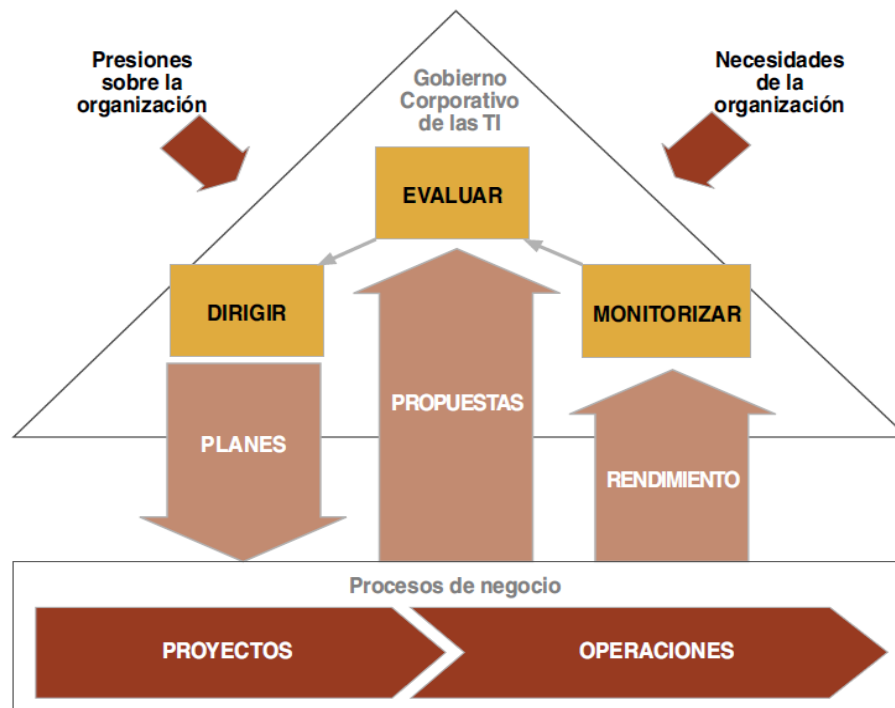 Presiones
sobre la
organización
Gobierno
Corporativo
de las TI
Necesidades
de la
organización
EVALUAR
DIRIGIR
MONITORIZAR
PLANES
PROPUESTAS
RENDIMIENTO
Procesos de negocio
PROYECTOS
OPERACIONES